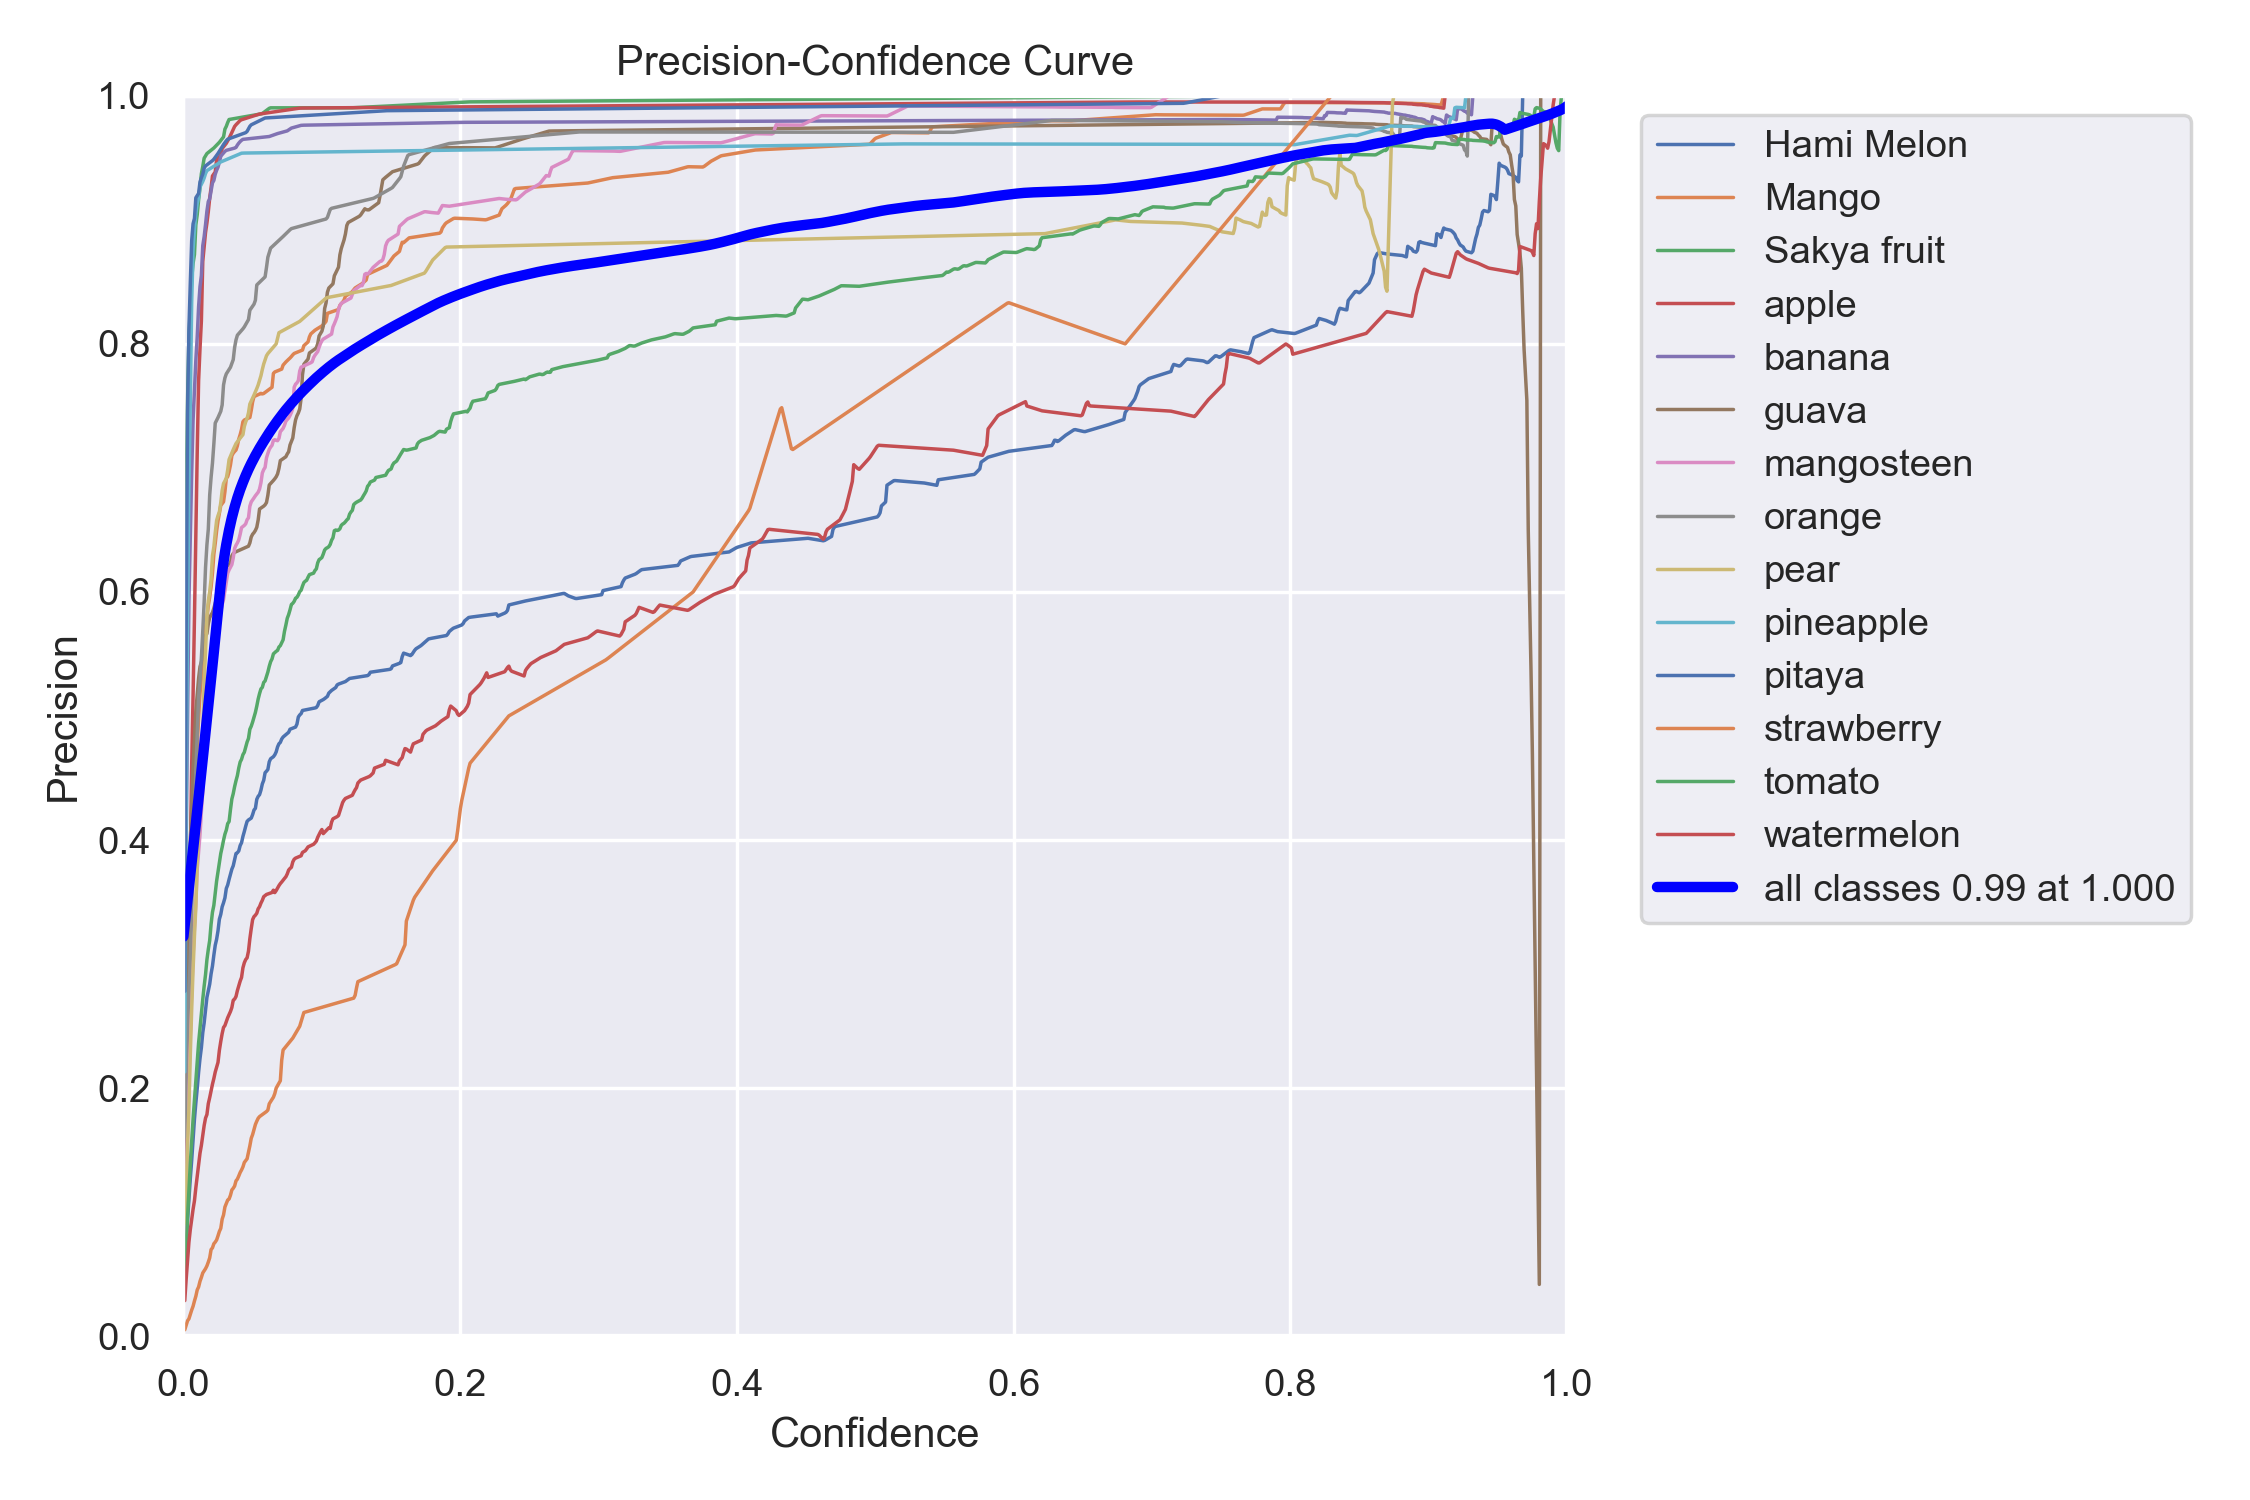 Precision-Confidence Curve
1.0
0.8
0.6
0.4
0.2
0.0
Precision
0.0 0.2 0.4 0.6 0.8 1.0
Confidence
Hami Melon
Mango
Sakya fruit
apple
banana
guava
mangosteen
orange
pear
pineapple
pitaya
strawberry
tomato
watermelon
all classes 0.99 at 1.000